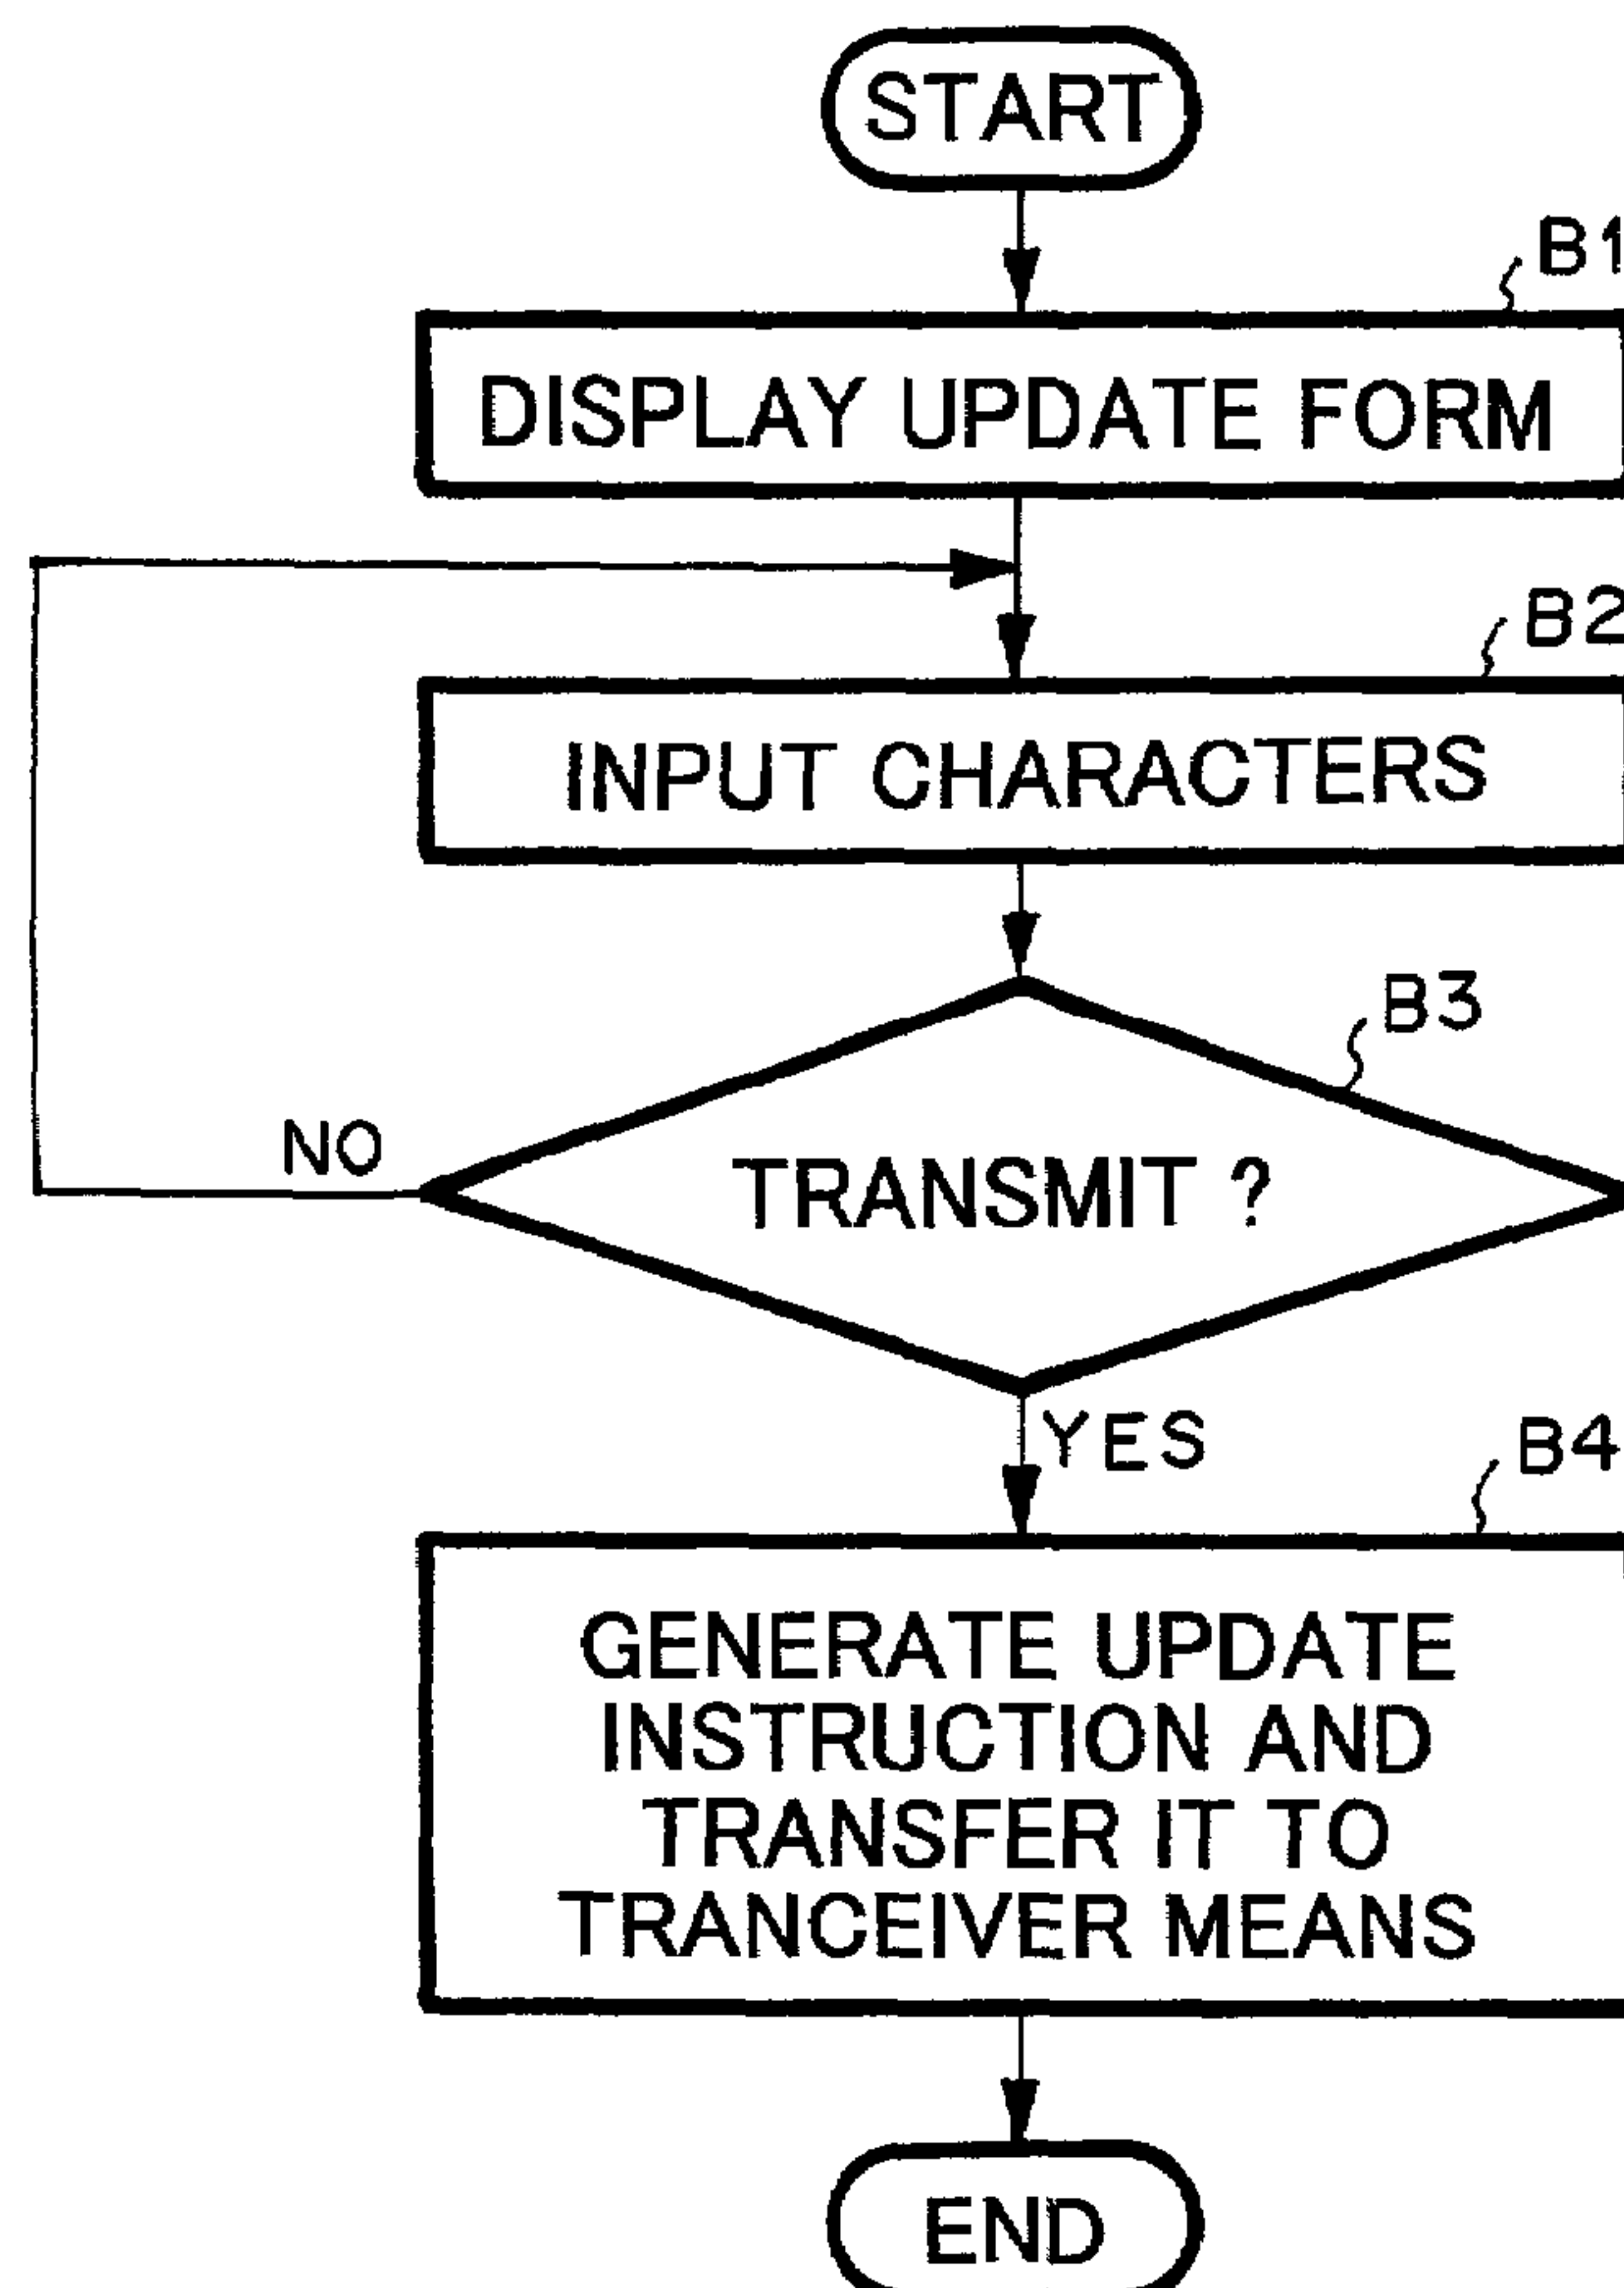 START
B1
DISPLAY UPDATE FORM
B2
INPUT CHARACTERS
B3
NO
TRANSMIT ?
YES
B4
GENERATE UPDATE
INSTRUCTION AND
TRANSFER IT TO
TRANCEIVER MEANS
END